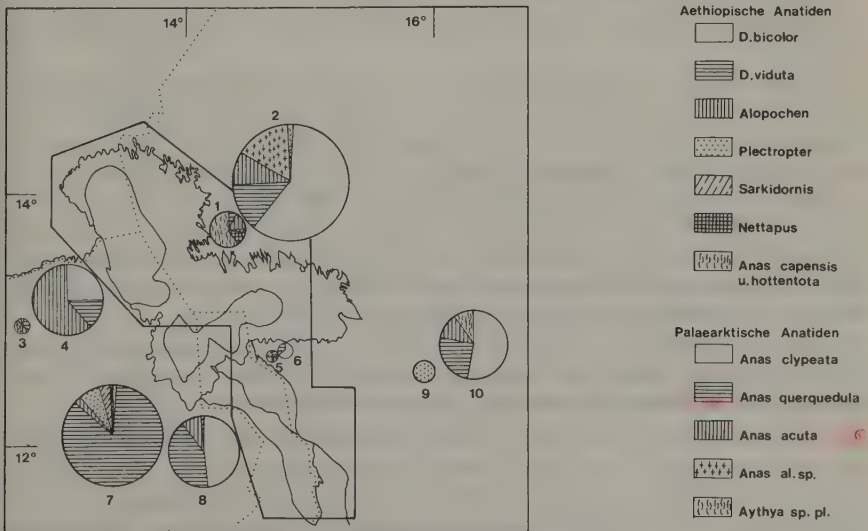 14°
16°
2
14°
1
3
4
5
6
9
10
12°
7
8
14°
16°
Aethiopische Anatiden
D.bicolor
D.viduta
Alopochen
Plectropter
Sarkidornis
Nettapus
Anas capensis
u.hottentota
Palaearktische Anatiden
Anas clypeata
Anas querquedula
Anas acuta
Anas al.sp.
Aythya sp. pl.